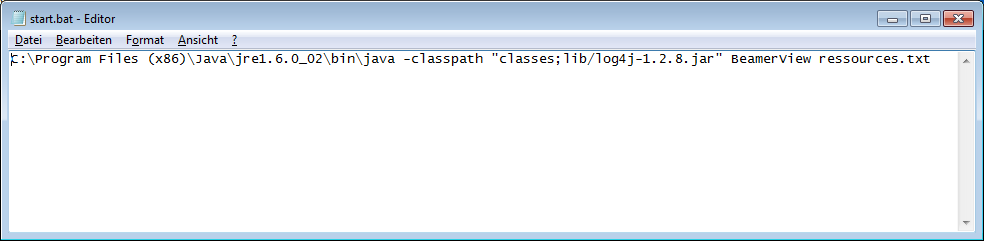 start.bat - Editor
Datei Bearbeiten Format Ansicht ?
C:\Program Files (x86)\Java\jre1.6.0_02\bin\java -classpath "classes;lib/log4j-1.2.8.jar" BeamerView ressources.txt